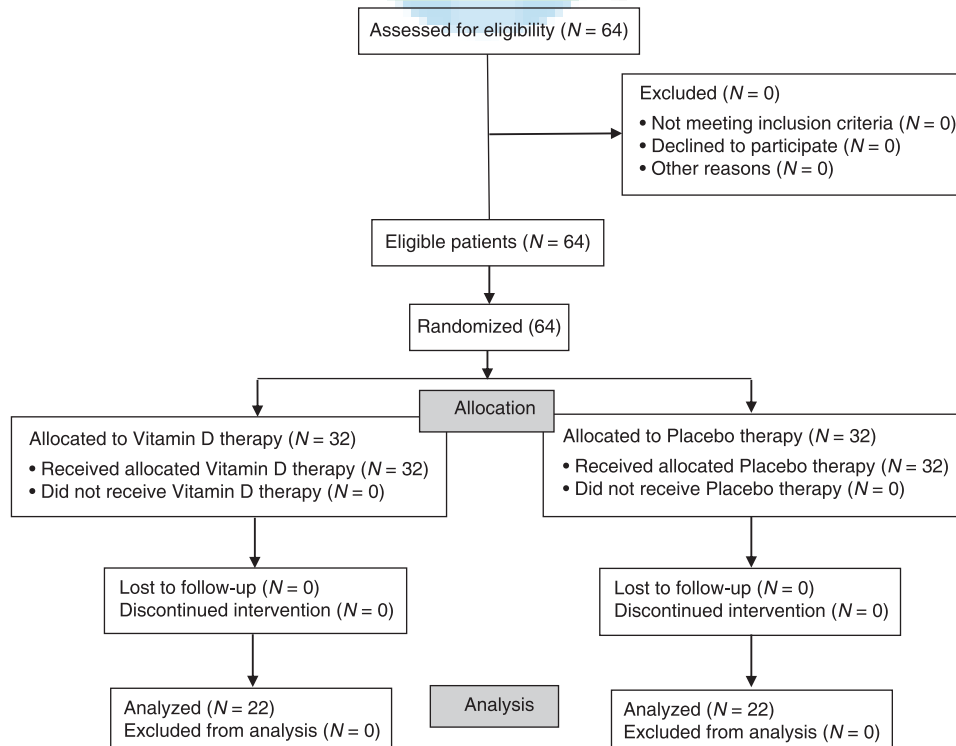 Assessed for eligibility (N = 64)
Excluded (N = 0)
• Not meeting inclusion criteria (N = 0)
• Declined to participate (N = 0)
• Other reasons (N = 0)
Eligible patients (N = 64)
Randomized (64)
Allocation
Allocated to Vitamin D therapy (N = 32)
• Received allocated Vitamin D therapy (N = 32)
• Did not receive Vitamin D therapy (N = 0)
Allocated to Placebo therapy (N = 32)
• Received allocated Placebo therapy (N = 32)
• Did not receive Placebo therapy (N = 0)
Lost to follow-up (N = 0)
Discontinued intervention (N = 0)
Lost to follow-up (N = 0)
Discontinued intervention (N = 0)
Analysis
Analyzed (N = 22)
Excluded from analysis (N = 0)
Analyzed (N = 22)
Excluded from analysis (N = 0)